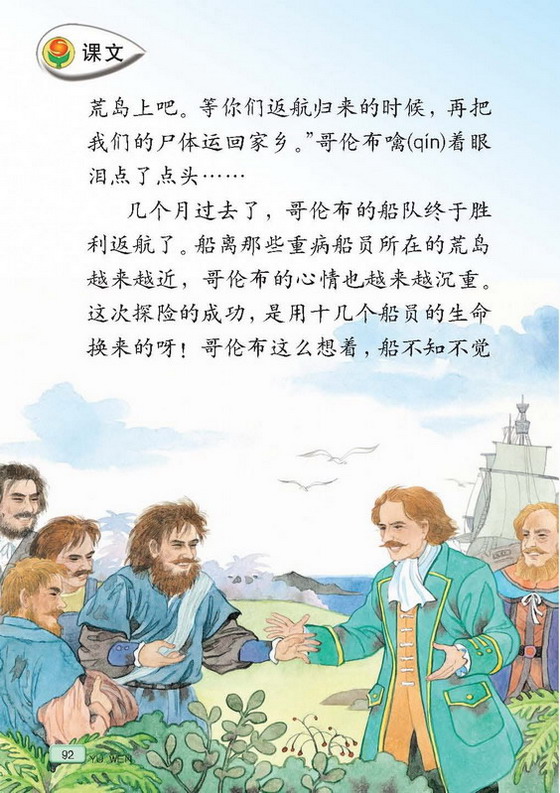 课文
荒岛上吧。等你们返航归来的时候，再把
我们的尸体运回家乡。”哥伦布噙(qín)着眼
泪点了点头……
几个月过去了，哥伦布的船队终于胜
利返航了。船离那些重病船员所在的荒岛
越来越近，哥伦布的心情也越来越沉重。
这次探险的成功，是用十几个船员的生命
换来的呀！哥伦布这么想着，船不知不觉
92
YU WEN